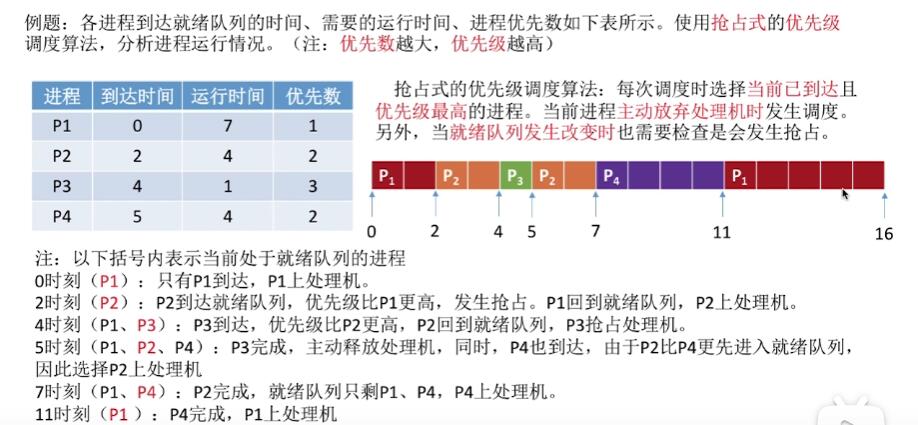 例题：各进程到达就绪队列的时间、需要的运行时间、进程优先数如下表所示。使用抢占式的优先级
调度算法，分析进程运行情况。（注：优先数越大，优先级越高）
进程 到达时间 运行时间 优先数
P1 0 7 1
P2 2 4 2
P3 4 1 3
P4 5 4 2
抢占式的优先级调度算法：每次调度时选择当前已到达且
优先级最高的进程。当前进程主动放弃处理机时发生调度。
另外，当就绪队列发生改变时也需要检查是会发生抢占。
P1 P2 P3 P2 P4 P1
0 2 4 5 7 11 16
注：以下括号内表示当前处于就绪队列的进程
0时刻（P1）：只有P1到达，P1上处理机。
2时刻（P2）：P2到达就绪队列，优先级比P1更高，发生抢占。P1回到就绪队列，P2上处理机。
4时刻（P1、P3）：P3到达，优先级比P2更高，P2回到就绪队列，P3抢占处理机。
5时刻（P1、P2、P4）：P3完成，主动释放处理机，同时，P4也到达，由于P2比P4更先进入就绪队列，
因此选择P2上处理机
7时刻（P1、P4）：P2完成，就绪队列只剩P1、P4，P4上处理机。
11时刻（P1 ）：P4完成，P1上处理机